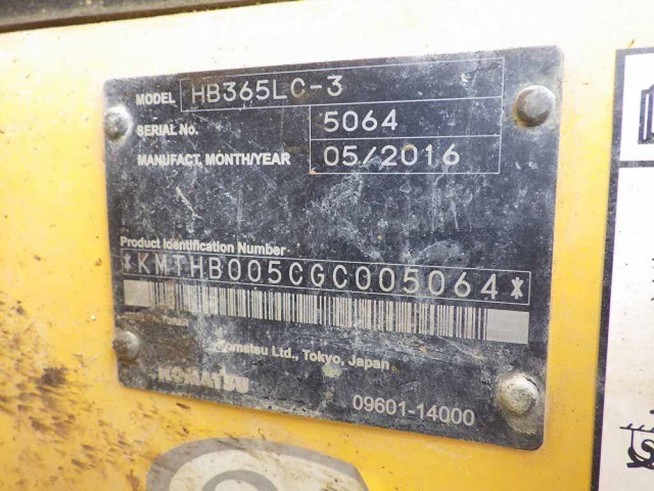 MODEL HB365LC-3
SERIAL No. 5064
MANUFACT. MONTH/YEAR 05/2016
Product Identification Number
*KMTHB005CGC005064*
Komatsu Ltd., Tokyo, Japan
KOMATSU
09601-14000